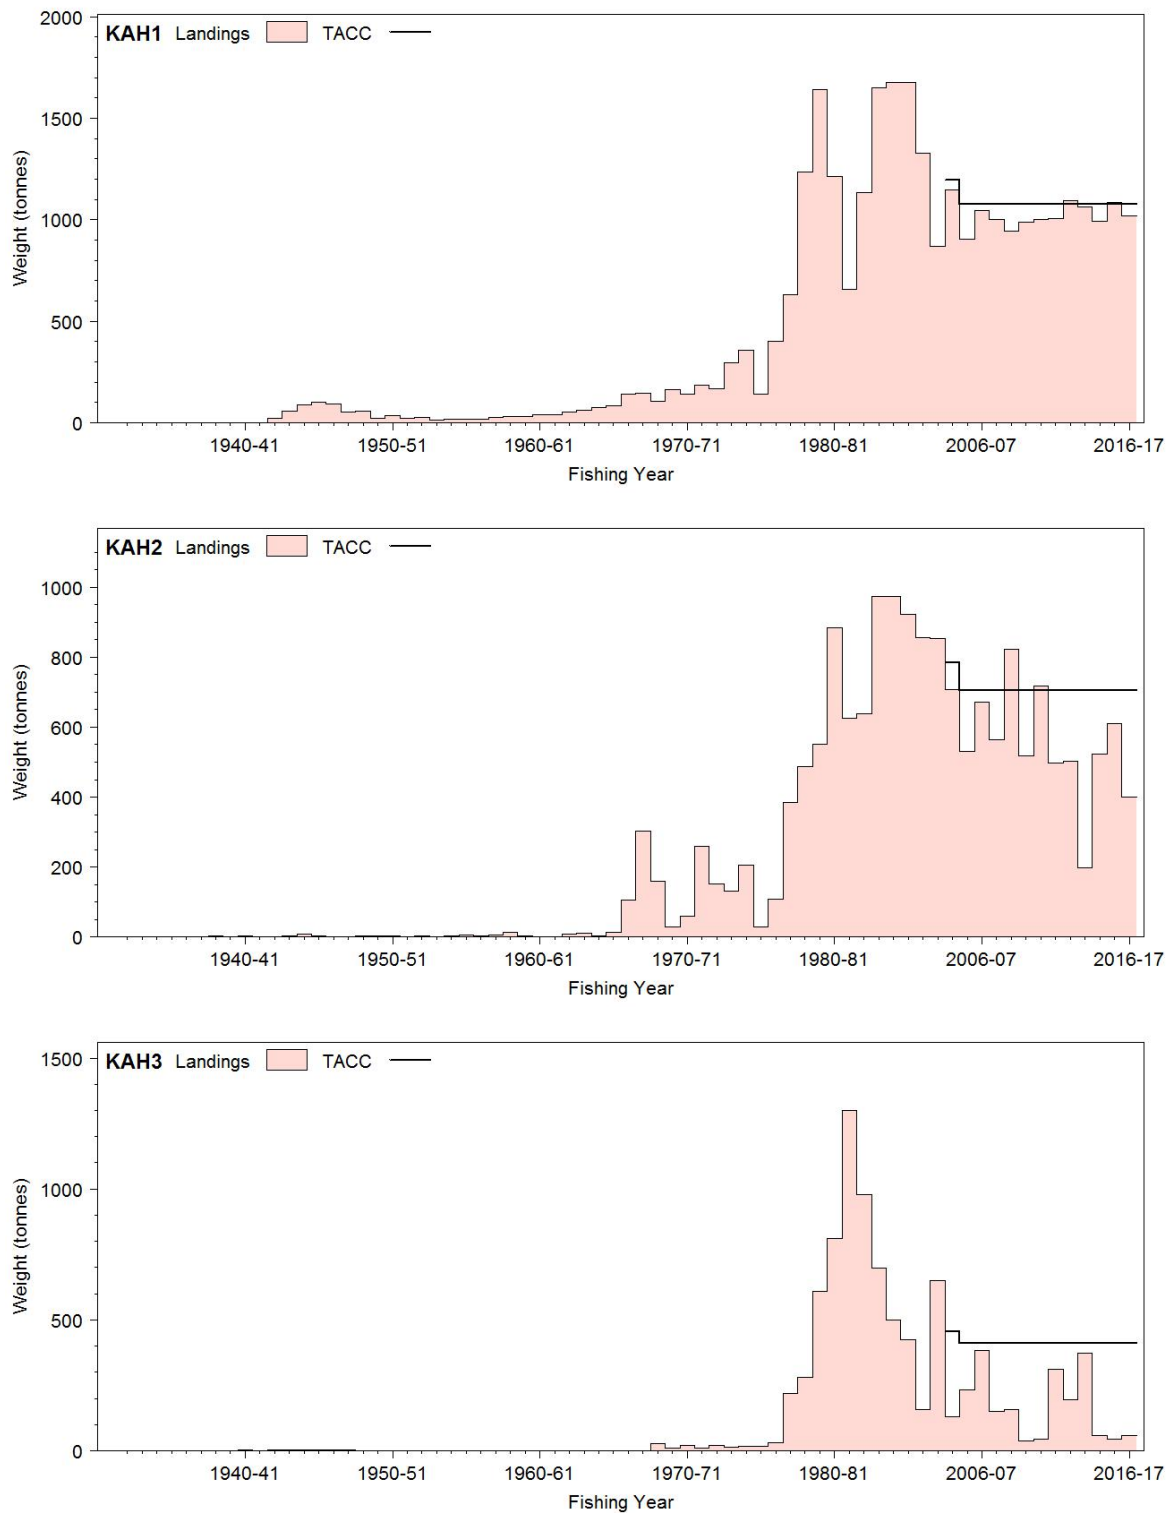 KAH1 Landings TACC
2000
1500
1000
500
0
Weight (tonnes)
1940-41 1950-51 1960-61 1970-71 1980-81 2006-07 2016-17
Fishing Year
KAH2 Landings TACC
1000
800
600
400
200
0
Weight (tonnes)
1940-41 1950-51 1960-61 1970-71 1980-81 2006-07 2016-17
Fishing Year
KAH3 Landings TACC
1500
1000
500
0
Weight (tonnes)
1940-41 1950-51 1960-61 1970-71 1980-81 2006-07 2016-17
Fishing Year